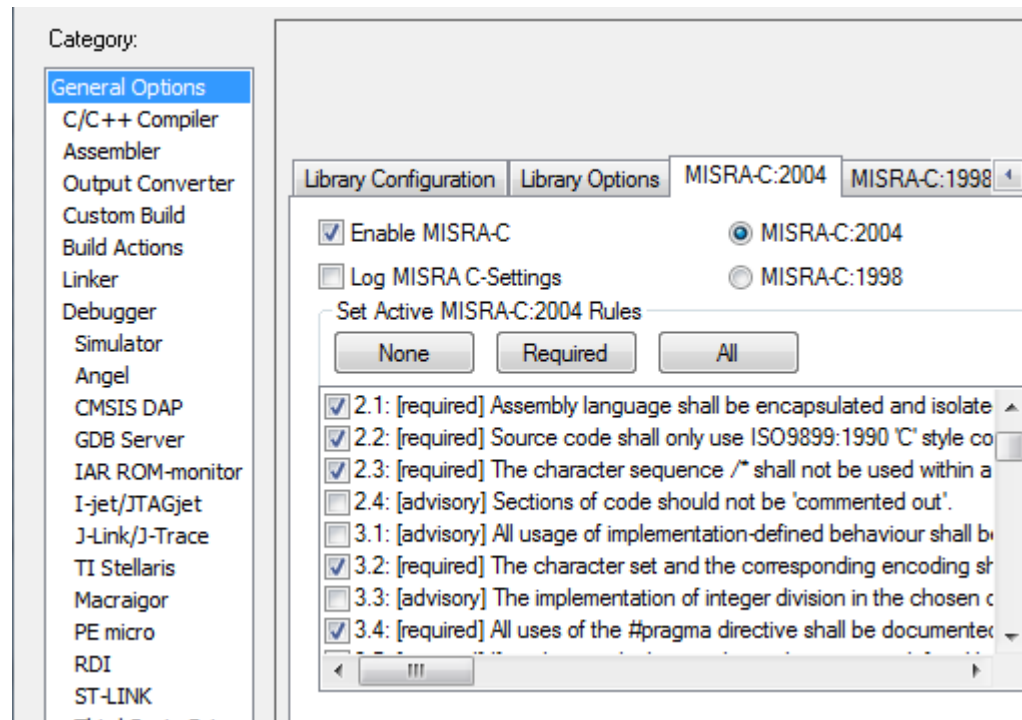 Category:
General Options
C/C++ Compiler
Assembler
Output Converter
Custom Build
Build Actions
Linker
Debugger
Simulator
Angel
CMSIS DAP
GDB Server
IAR ROM-monitor
I-jet/JTAGjet
J-Link/J-Trace
TI Stellaris
Macraigor
PE micro
RDI
ST-LINK
Library Configuration Library Options MISRA-C:2004 MISRA-C:1998
Enable MISRA-C MISRA-C:2004
Log MISRA C-Settings MISRA-C:1998
Set Active MISRA-C:2004 Rules
None Required All
2.1: [required] Assembly language shall be encapsulated and isolate
2.2: [required] Source code shall only use ISO9899:1990 'C' style co
2.3: [required] The character sequence /* shall not be used within a
2.4: [advisory] Sections of code should not be 'commented out'.
3.1: [advisory] All usage of implementation-defined behaviour shall b
3.2: [required] The character set and the corresponding encoding sh
3.3: [advisory] The implementation of integer division in the chosen c
3.4: [required] All uses of the #pragma directive shall be documented